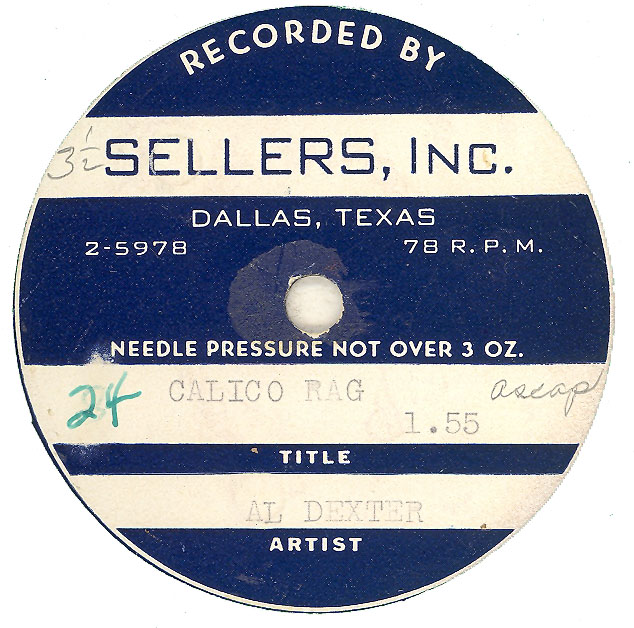 RECORDED BY
3½ SELLERS, INC.
DALLAS, TEXAS
2-5978 78 R. P. M.
NEEDLE PRESSURE NOT OVER 3 OZ.
24 CALICO RAG ascap
1.55
TITLE
AL DEXTER
ARTIST